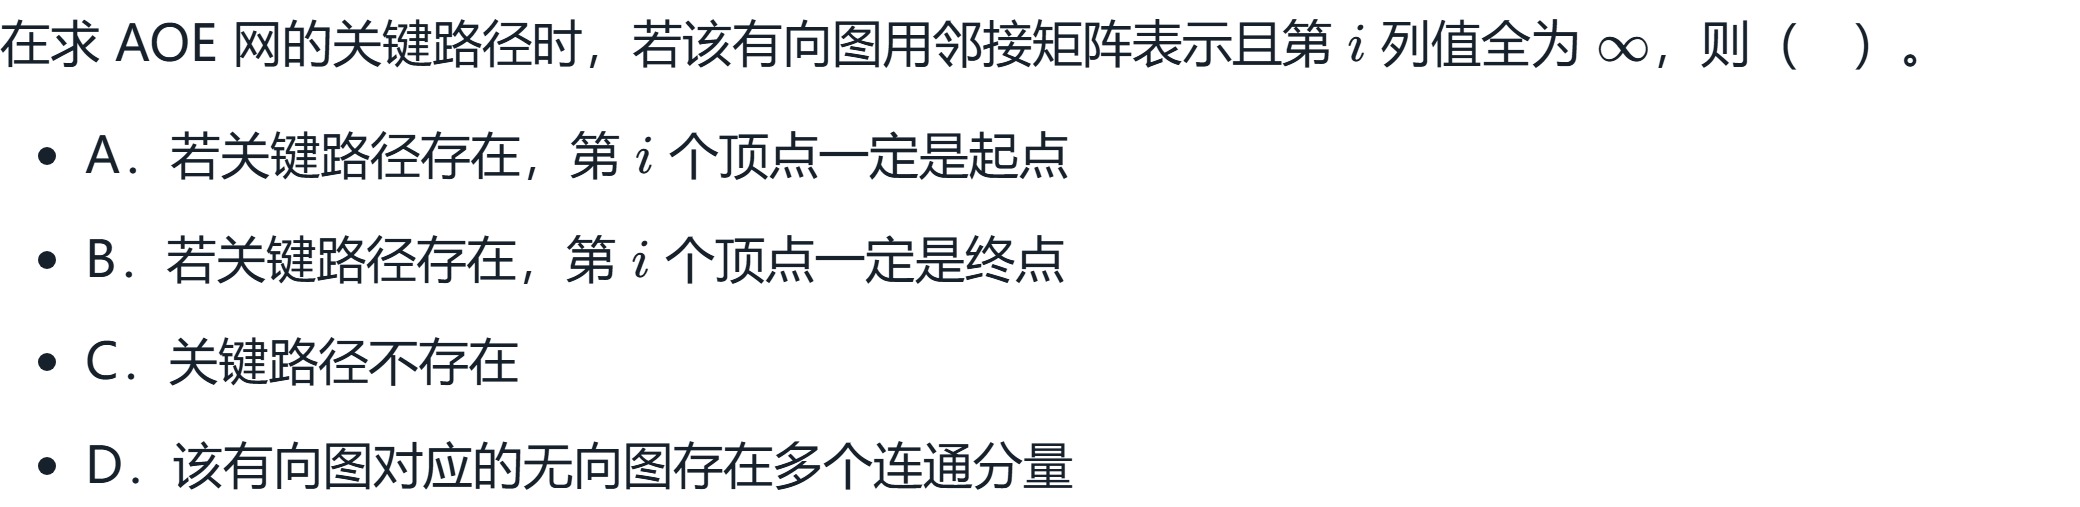 在求 AOE 网的关键路径时，若该有向图用邻接矩阵表示且第 i 列值全为 ∞，则（　）。
• A．若关键路径存在，第 i 个顶点一定是起点
• B．若关键路径存在，第 i 个顶点一定是终点
• C．关键路径不存在
• D．该有向图对应的无向图存在多个连通分量